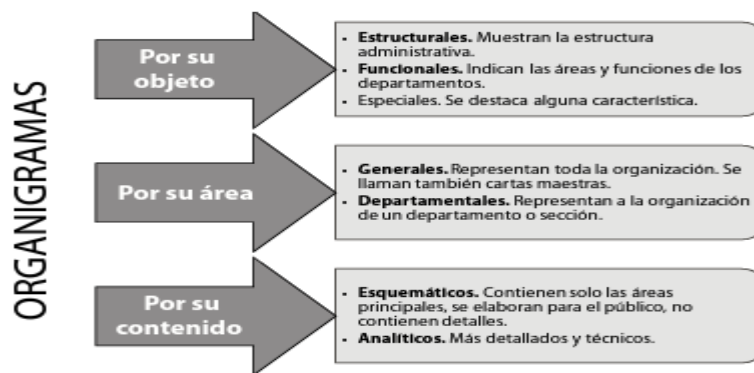 ORGANIGRAMAS
Por su
objeto
• Estructurales. Muestran la estructura
administrativa.
• Funcionales. Indican las áreas y funciones de los
departamentos.
• Especiales. Se destaca alguna característica.
Por su área
• Generales. Representan toda la organización. Se
llaman también cartas maestras.
• Departamentales. Representan a la organización
de un departamento o sección.
Por su
contenido
• Esquemáticos. Contienen solo las áreas
principales, se elaboran para el público, no
contienen detalles.
• Analíticos. Más detallados y técnicos.